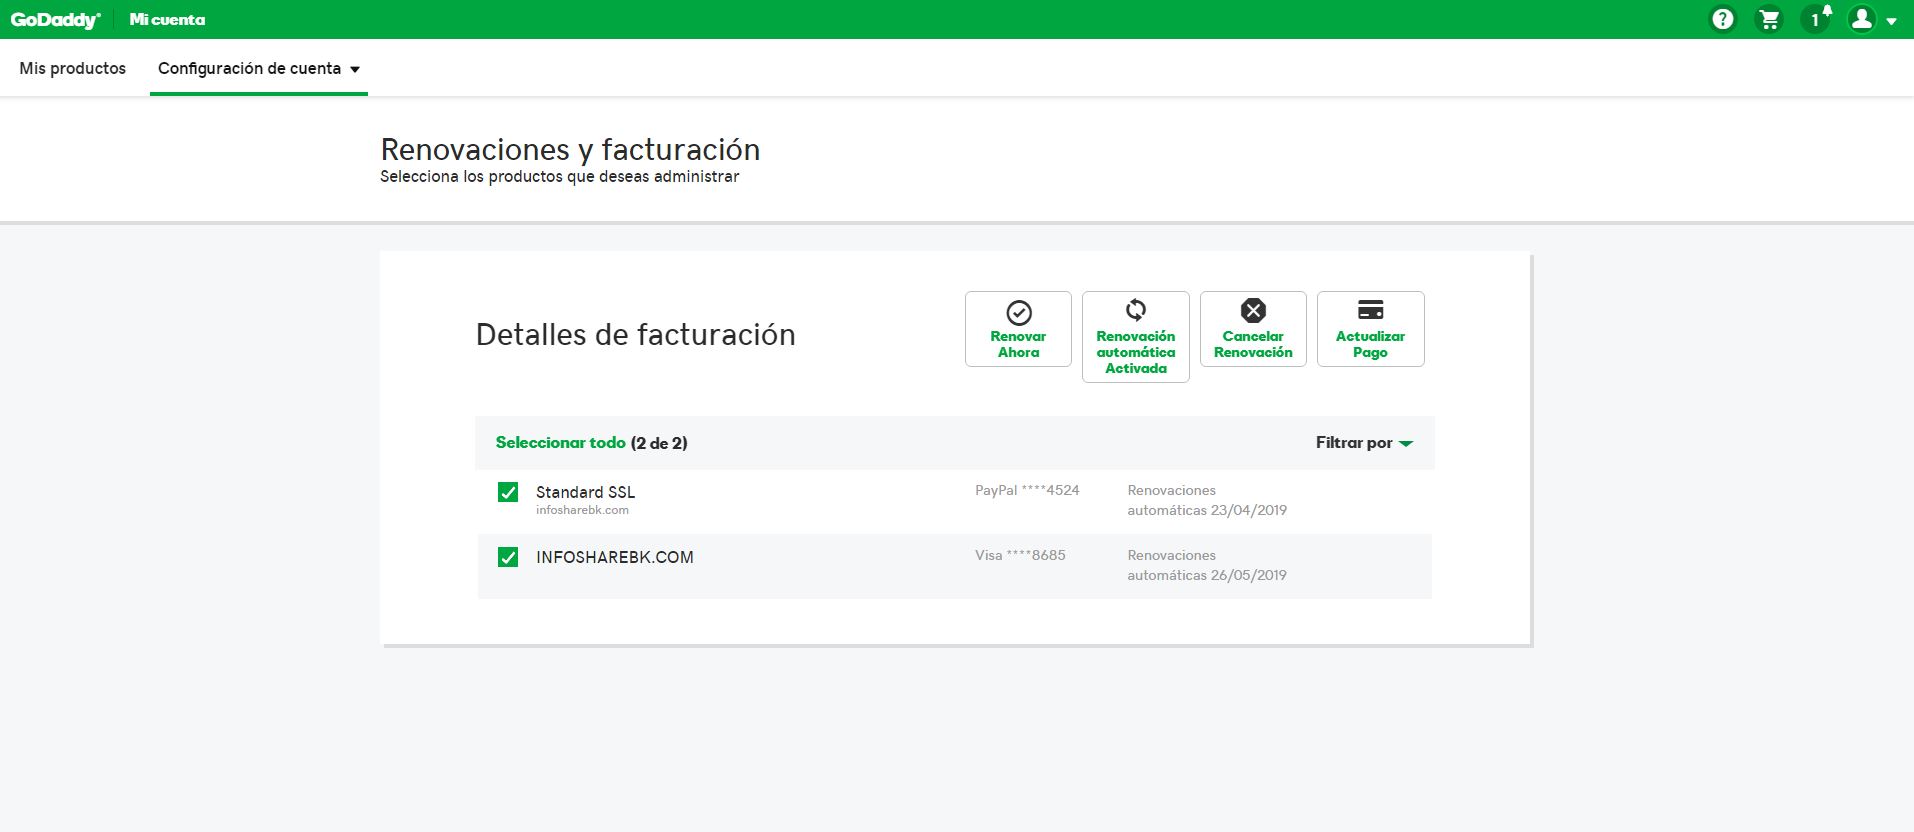 GoDaddy® Mi cuenta
1
Mis productos Configuración de cuenta
Renovaciones y facturación
Selecciona los productos que deseas administrar
Detalles de facturación
Renovar
Ahora
Renovación
automática
Activada
Cancelar
Renovación
Actualizar
Pago
Seleccionar todo (2 de 2) Filtrar por
Standard SSL
infosharebk.com
PayPal ****4524
Renovaciones
automáticas 23/04/2019
INFOSHAREBK.COM
Visa ****8685
Renovaciones
automáticas 26/05/2019